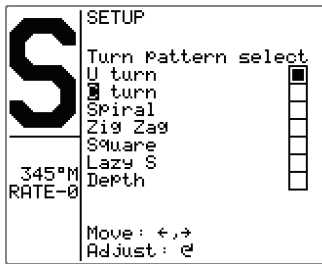 S
345°M
RATE-0
SETUP
Turn Pattern select
U turn
C turn
Spiral
Zig Zag
Square
Lazy S
Depth
Move: ←,→
Adjust: ↻